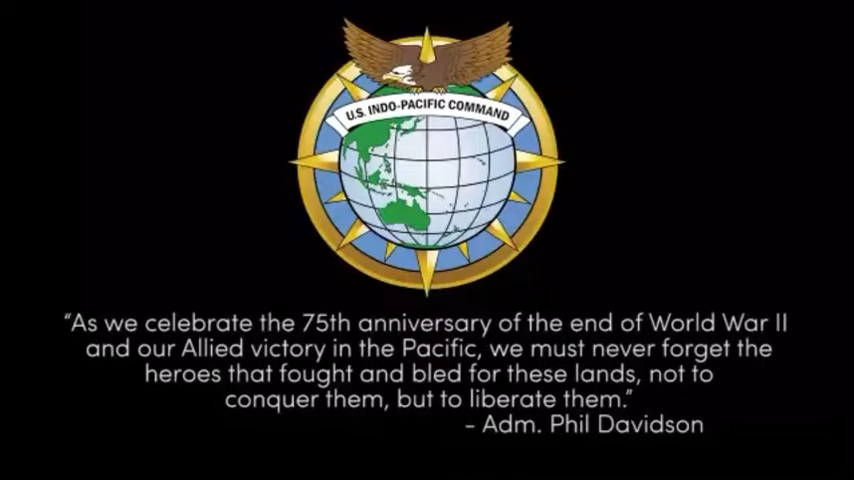 U.S. INDO-PACIFIC COMMAND
“As we celebrate the 75th anniversary of the end of World War II
and our Allied victory in the Pacific, we must never forget the
heroes that fought and bled for these lands, not to
conquer them, but to liberate them.”
- Adm. Phil Davidson